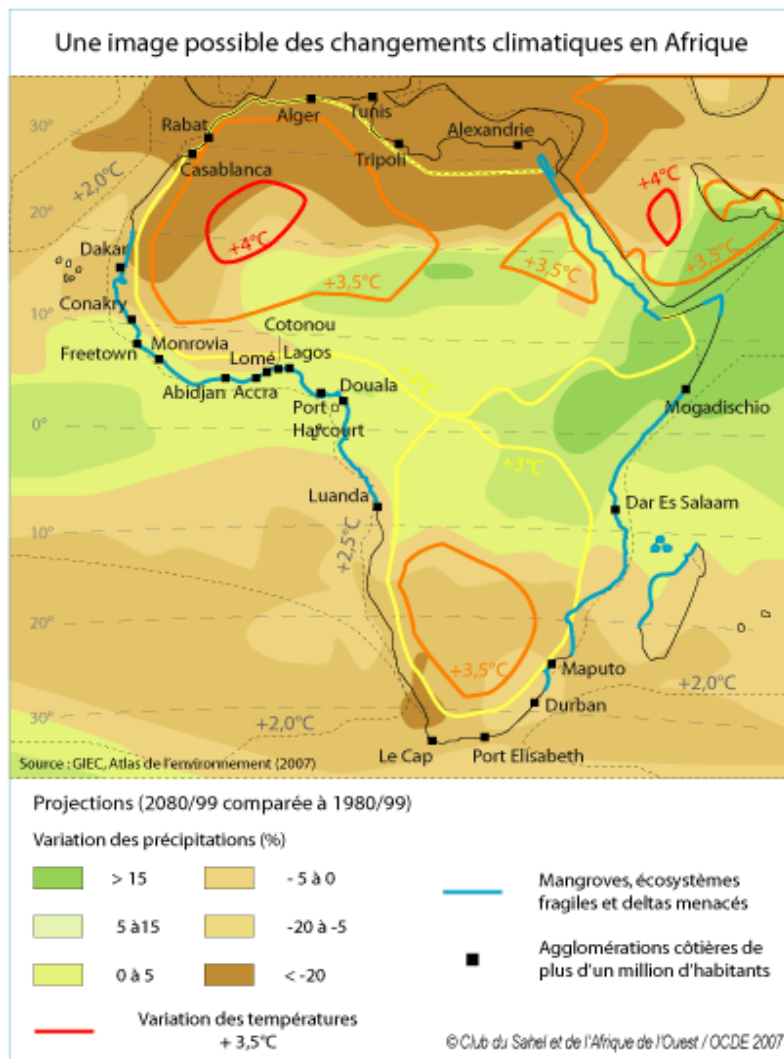 Une image possible des changements climatiques en Afrique
30°
Rabat
Alger
Tunis
Alexandrie
Casablanca
Tripoli
+2,0°C
+4°C
20°
+4°C
Dakar
+3,5°C
+3,5°C
+3,5°C
Conakry
10°
Cotonou
Freetown
Monrovia
Lomé
Lagos
+3°C
Abidjan
Accra
Port
Harcourt
Douala
Mogadischio
0°
+3°C
Luanda
Dar Es Salaam
10°
+2,5°C
20°
+3,5°C
Maputo
+2,0°C
30°
+2,0°C
Durban
Le Cap
Port Elisabeth
Source : GIEC, Atlas de l'environnement (2007)
Projections (2080/99 comparée à 1980/99)
Variation des précipitations (%)
> 15
- 5 à 0
5 à15
-20 à -5
0 à 5
< -20
Mangroves, écosystèmes
fragiles et deltas menacés
Agglomérations côtières de
plus d'un million d'habitants
Variation des températures
+ 3,5°C
© Club du Sahel et de l'Afrique de l'Ouest / OCDE 2007